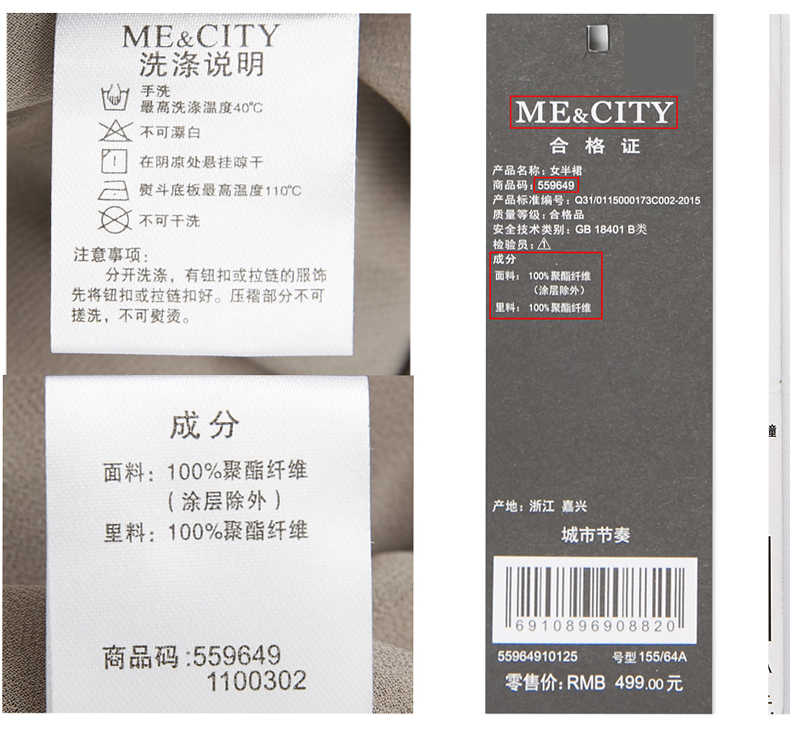 ME&CITY
洗涤说明
手洗
最高洗涤温度40℃
不可漂白
在阴凉处悬挂晾干
熨斗底板最高温度110℃
不可干洗
注意事项:
分开洗涤，有钮扣或拉链的服饰
先将钮扣或拉链扣好。压褶部分不可
搓洗，不可熨烫。
成分
面料: 100%聚酯纤维
(涂层除外)
里料: 100%聚酯纤维
商品码:559649
1100302
ME&CITY
合格证
产品名称: 女半裙
商品码: 559649
产品标准编号: Q31/0115000173C002-2015
质量等级: 合格品
安全技术类别: GB 18401 B类
检验员:
成分
面料: 100%聚酯纤维
(涂层除外)
里料: 100%聚酯纤维
产地: 浙江 嘉兴
城市节奏
6910896908820
55964910125 号型 155/64A
零售价: RMB 499.00 元